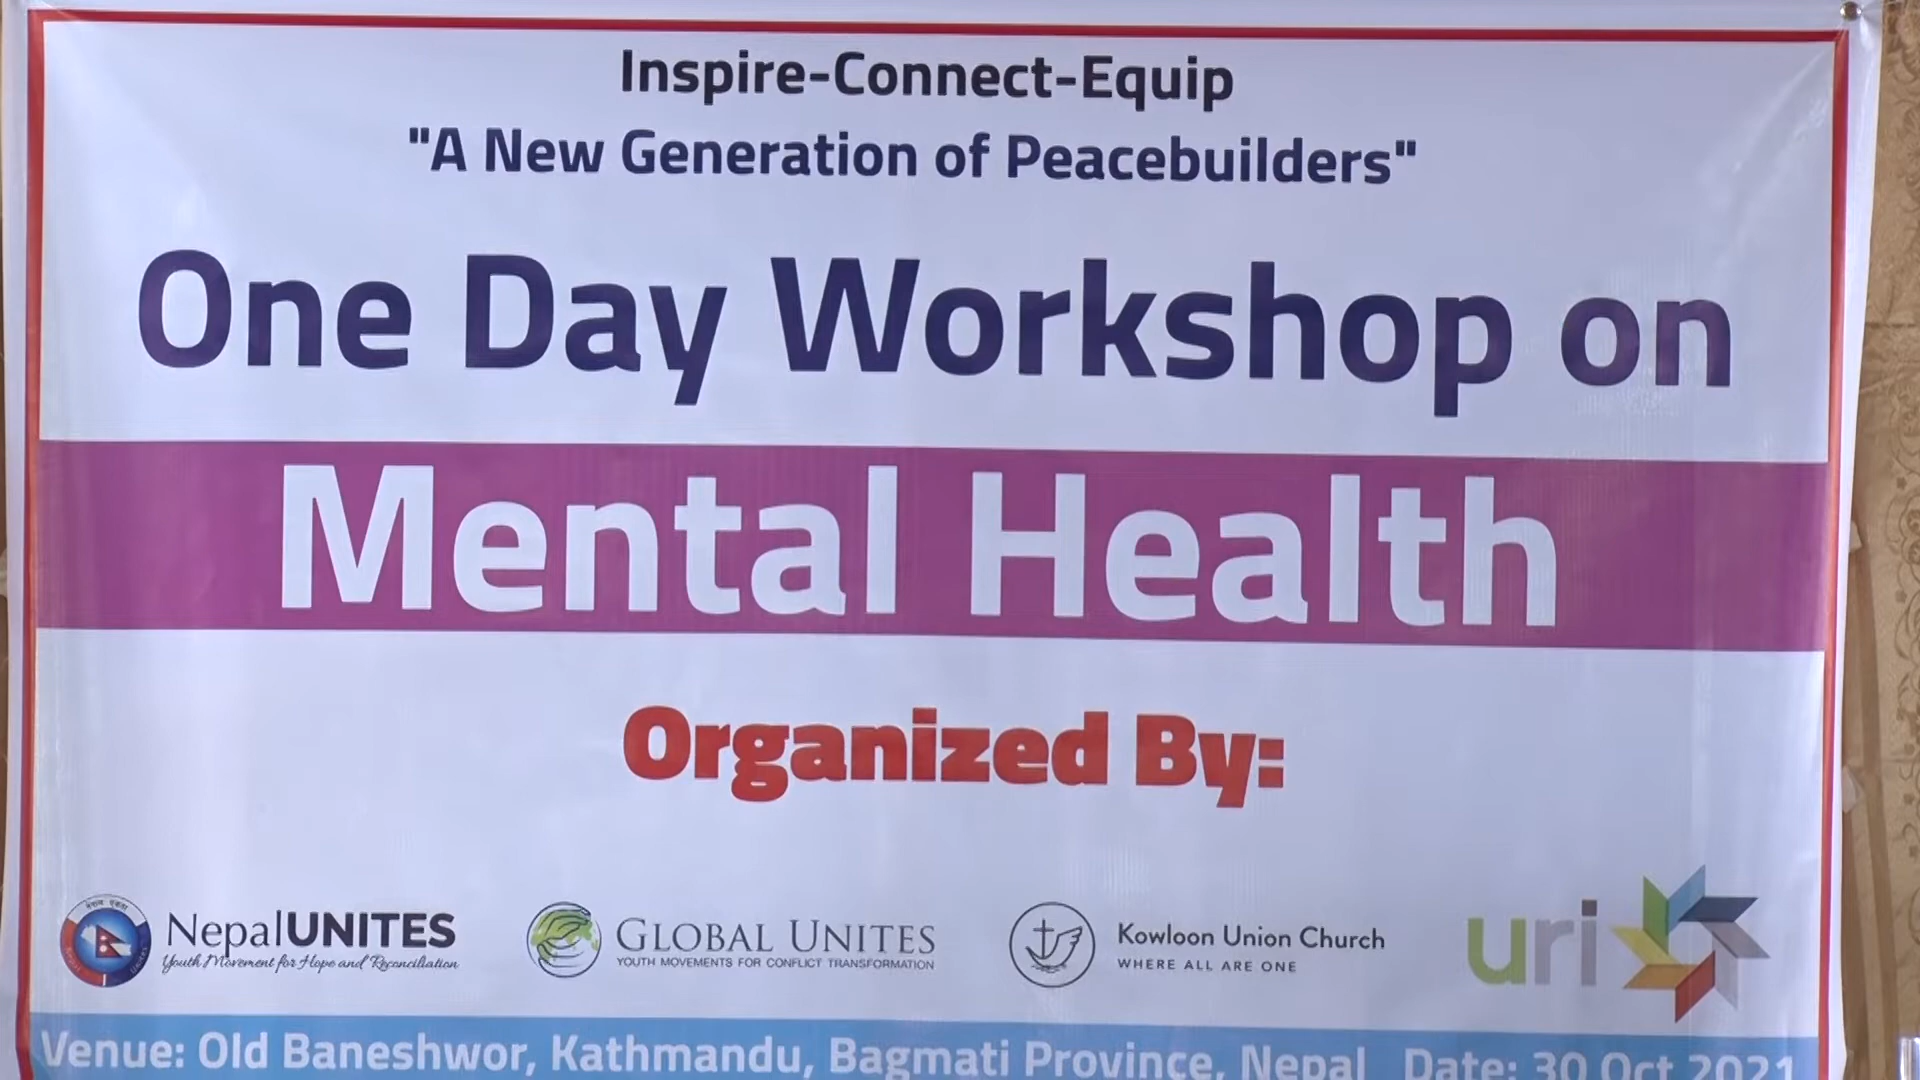 Inspire-Connect-Equip
"A New Generation of Peacebuilders"
One Day Workshop on
Mental Health
Organized By:
NepalUNITES
Youth Movement for Hope and Reconciliation
GLOBAL UNITES
YOUTH MOVEMENTS FOR CONFLICT TRANSFORMATION
Kowloon Union Church
WHERE ALL ARE ONE
uri
Venue: Old Baneshwor, Kathmandu, Bagmati Province, Nepal Date: 30 Oct 2021